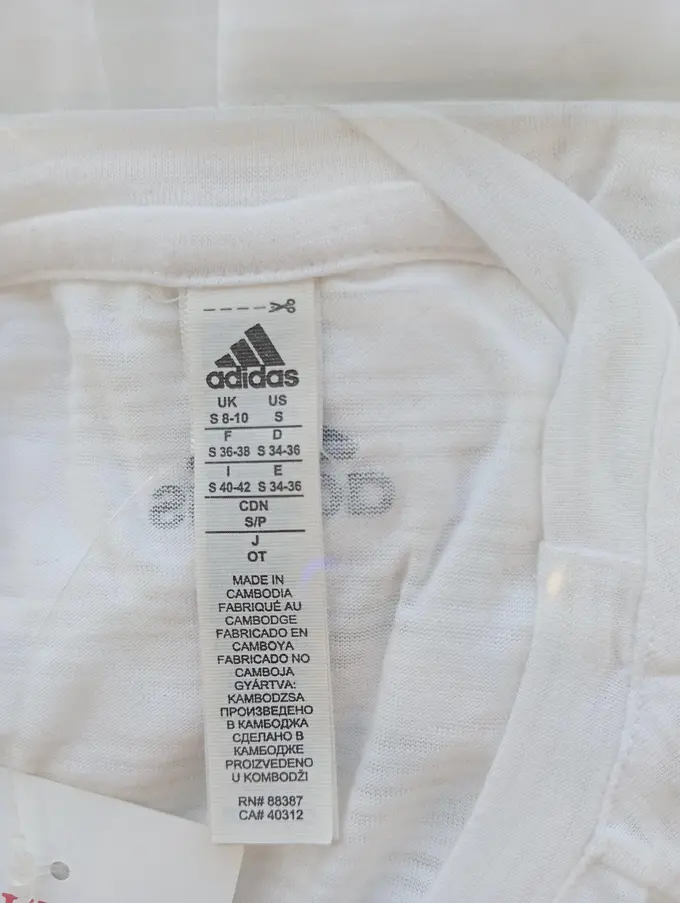 adidas
UK US
S 8-10 S
F D
S 36-38 S 34-36
I E
S 40-42 S 34-36
CDN
S/P
J
OT
MADE IN
CAMBODIA
FABRIQUÉ AU
CAMBODGE
FABRICADO EN
CAMBOYA
FABRICADO NO
CAMBOJA
GYÁRTVA:
KAMBODZSA
ПРОИЗВЕДЕНО
В КАМБОДЖА
СДЕЛАНО В
КАМБОДЖЕ
PROIZVEDENO
U KOMBODŽI
RN# 88387
CA# 40312